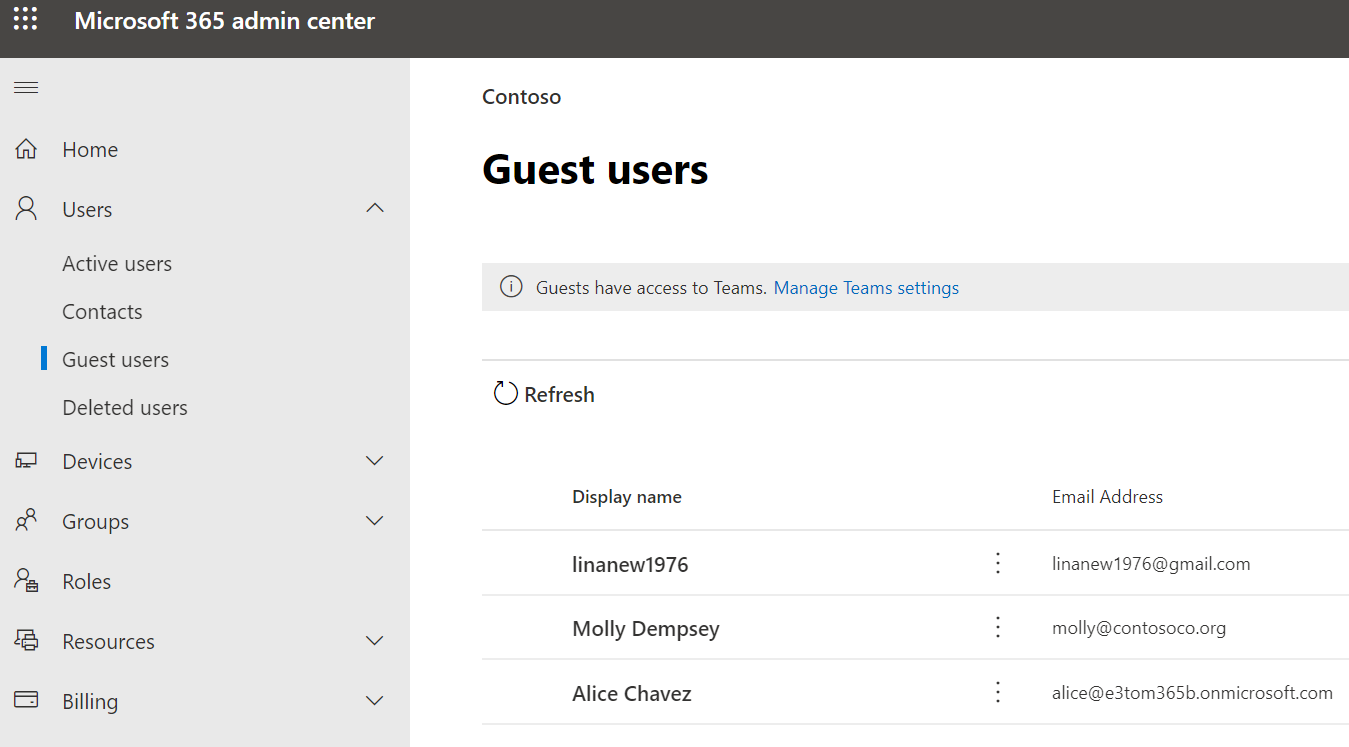 Microsoft 365 admin center
Home
Users
Active users
Contacts
Guest users
Deleted users
Devices
Groups
Roles
Resources
Billing
Contoso
Guest users
Guests have access to Teams. Manage Teams settings
Refresh
Display name Email Address
linanew1976 linanew1976@gmail.com
Molly Dempsey molly@contosoco.org
Alice Chavez alice@e3tom365b.onmicrosoft.com